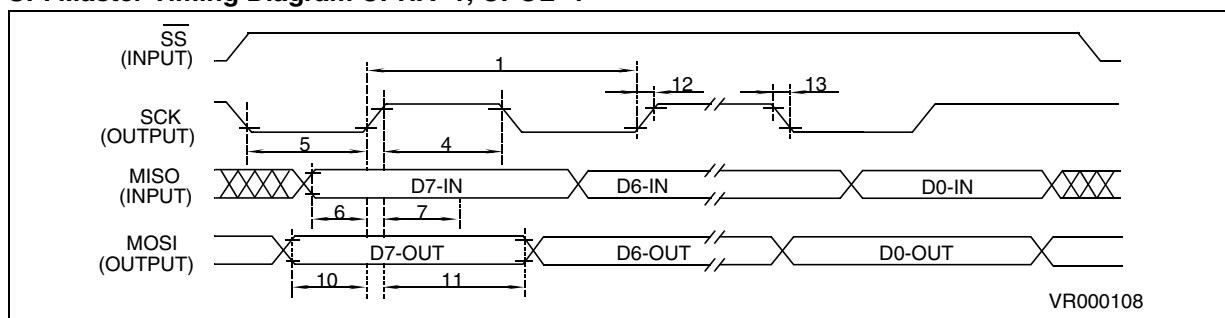 SS
(INPUT)
1
12
13
SCK
(OUTPUT)
5
4
MISO
(INPUT)
D7-IN
D6-IN
D0-IN
6
7
MOSI
(OUTPUT)
D7-OUT
D6-OUT
D0-OUT
10
11
VR000108